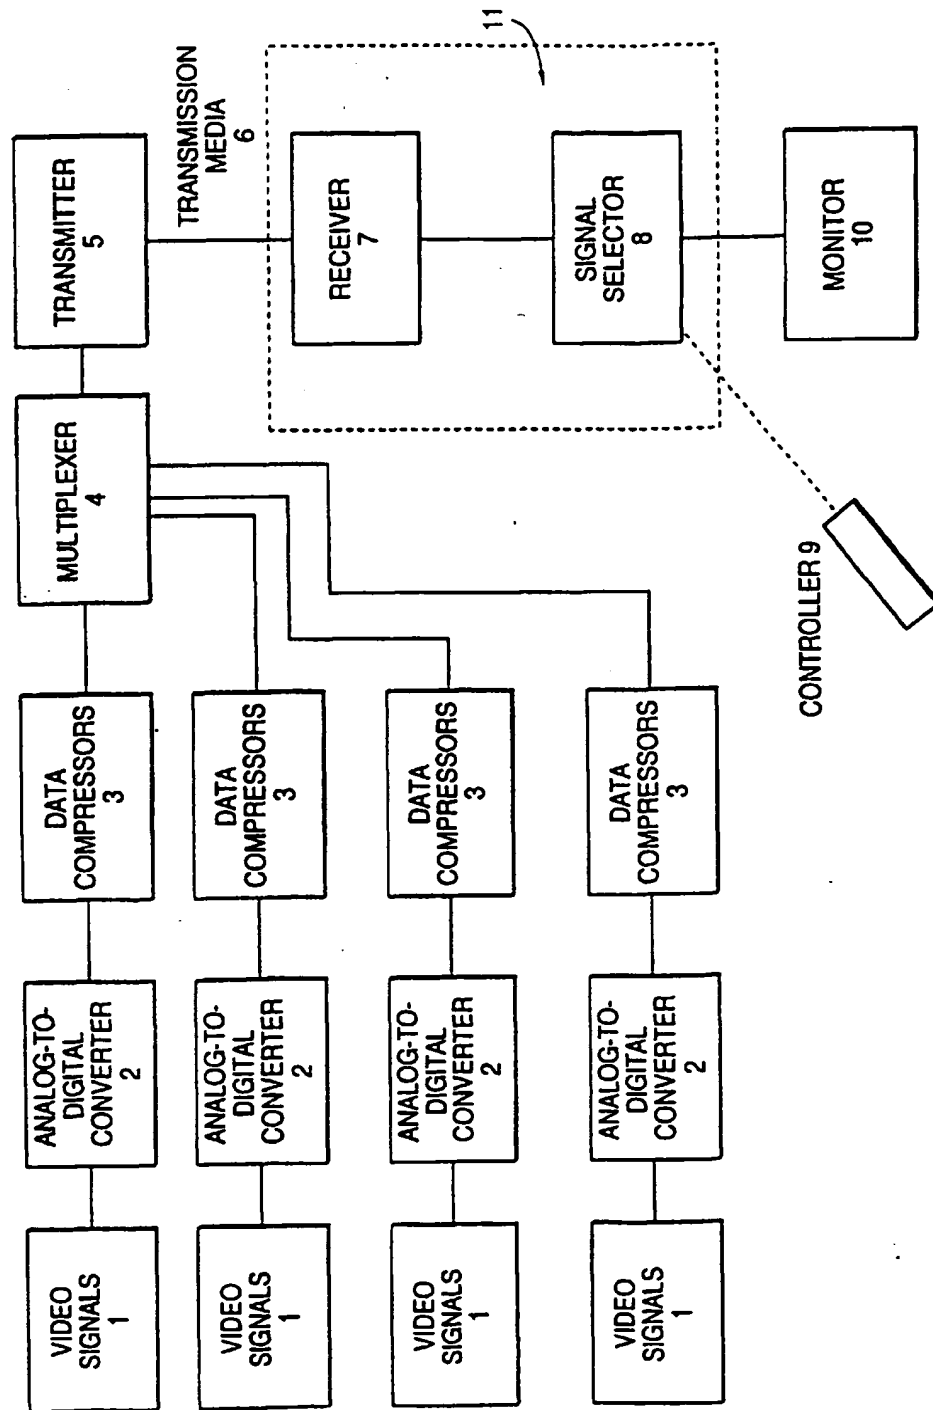 VIDEO
SIGNALS
1
ANALOG-TO-
DIGITAL
CONVERTER
2
DATA
COMPRESSORS
3
MULTIPLEXER
4
TRANSMITTER
5
VIDEO
SIGNALS
1
ANALOG-TO-
DIGITAL
CONVERTER
2
DATA
COMPRESSORS
3
VIDEO
SIGNALS
1
ANALOG-TO-
DIGITAL
CONVERTER
2
DATA
COMPRESSORS
3
VIDEO
SIGNALS
1
ANALOG-TO-
DIGITAL
CONVERTER
2
DATA
COMPRESSORS
3
TRANSMISSION
MEDIA
6
RECEIVER
7
11
SIGNAL
SELECTOR
8
CONTROLLER 9
MONITOR
10